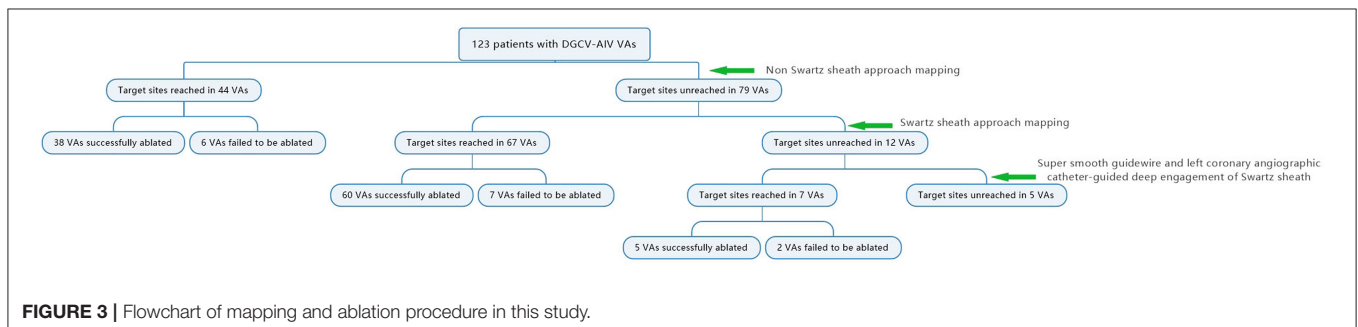 123 patients with DGCV-AIV VAs
Non Swartz sheath approach mapping
Target sites reached in 44 VAs
Target sites unreached in 79 VAs
Swartz sheath approach mapping
38 VAs successfully ablated
6 VAs failed to be ablated
Target sites reached in 67 VAs
Target sites unreached in 12 VAs
Super smooth guidewire and left coronary angiographic
catheter-guided deep engagement of Swartz sheath
60 VAs successfully ablated
7 VAs failed to be ablated
Target sites reached in 7 VAs
Target sites unreached in 5 VAs
5 VAs successfully ablated
2 VAs failed to be ablated
FIGURE 3 | Flowchart of mapping and ablation procedure in this study.